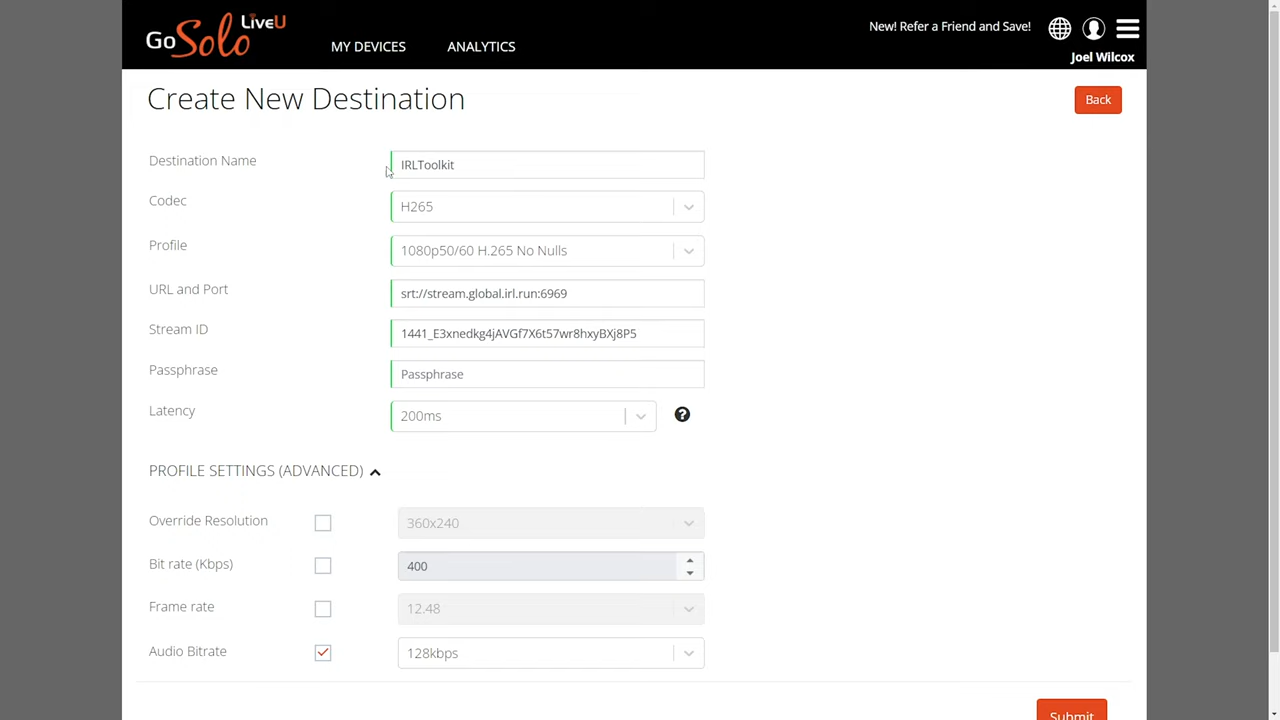 GoSolo LiveU
MY DEVICES ANALYTICS
New! Refer a Friend and Save!
Joel Wilcox
Create New Destination
Back
Destination Name IRLToolkit
Codec H265
Profile 1080p50/60 H.265 No Nulls
URL and Port srt://stream.global.irl.run:6969
Stream ID 1441_E3xnedkg4jAVGf7X6t57wr8hxyBXj8P5
Passphrase Passphrase
Latency 200ms ?
PROFILE SETTINGS (ADVANCED)
Override Resolution 360x240
Bit rate (Kbps) 400
Frame rate 12.48
Audio Bitrate 128kbps
Submit